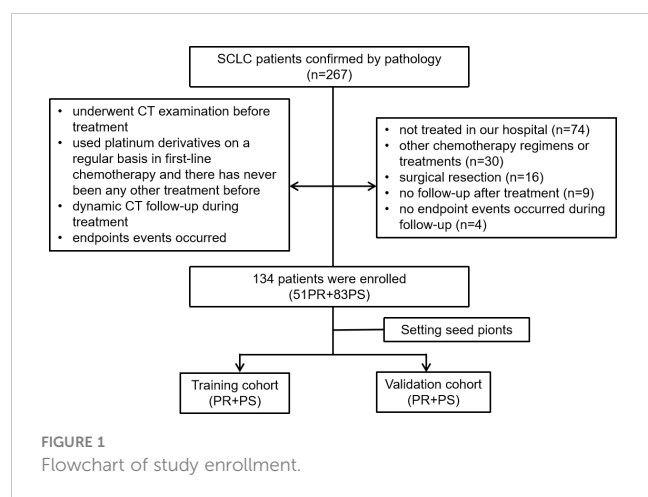 SCLC patients confirmed by pathology
(n=267)
• underwent CT examination before
treatment
• used platinum derivatives on a
regular basis in first-line
chemotherapy and there has never
been any other treatment before
• dynamic CT follow-up during
treatment
• endpoints events occurred
• not treated in our hospital (n=74)
• other chemotherapy regimens or
treatments (n=30)
• surgical resection (n=16)
• no follow-up after treatment (n=9)
• no endpoint events occurred during
follow-up (n=4)
134 patients were enrolled
(51PR+83PS)
Setting seed pionts
Training cohort
(PR+PS)
Validation cohort
(PR+PS)
FIGURE 1
Flowchart of study enrollment.